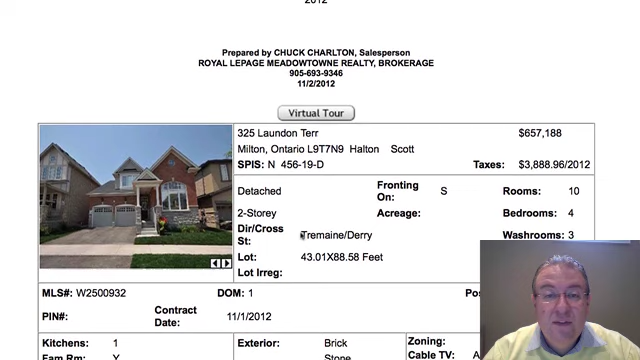 2012
Prepared by CHUCK CHARLTON, Salesperson
ROYAL LEPAGE MEADOWTOWNE REALTY, BROKERAGE
905-693-9346
11/2/2012
Virtual Tour
325 Laundon Terr $657,188
Milton, Ontario L9T7N9 Halton Scott
SPIS: N 456-19-D Taxes: $3,888.96/2012
Detached Fronting On: S Rooms: 10
2-Storey Acreage: Bedrooms: 4
Dir/Cross St: Tremaine/Derry Washrooms: 3
Lot: 43.01X88.58 Feet
Lot Irreg:
MLS#: W2500932 DOM: 1
PIN#: Contract Date: 11/1/2012
Kitchens: 1 Exterior: Brick Zoning:
Fam Rm: Y Stone Cable TV: A